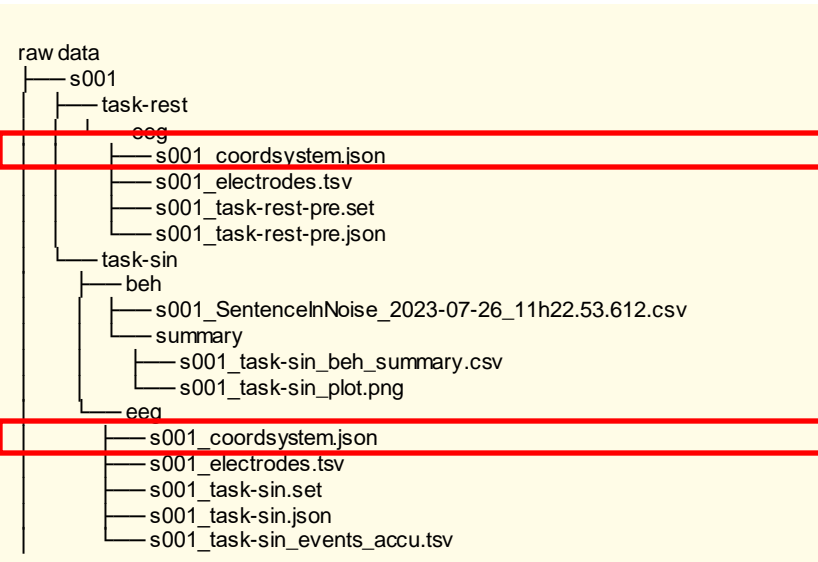 raw data
s001
task-rest
eeg
s001_coordsystem.json
s001_electrodes.tsv
s001_task-rest-pre.set
s001_task-rest-pre.json
task-sin
beh
s001_SentenceInNoise_2023-07-26_11h22.53.612.csv
summary
s001_task-sin_beh_summary.csv
s001_task-sin_plot.png
eeg
s001_coordsystem.json
s001_electrodes.tsv
s001_task-sin.set
s001_task-sin.json
s001_task-sin_events_accu.tsv